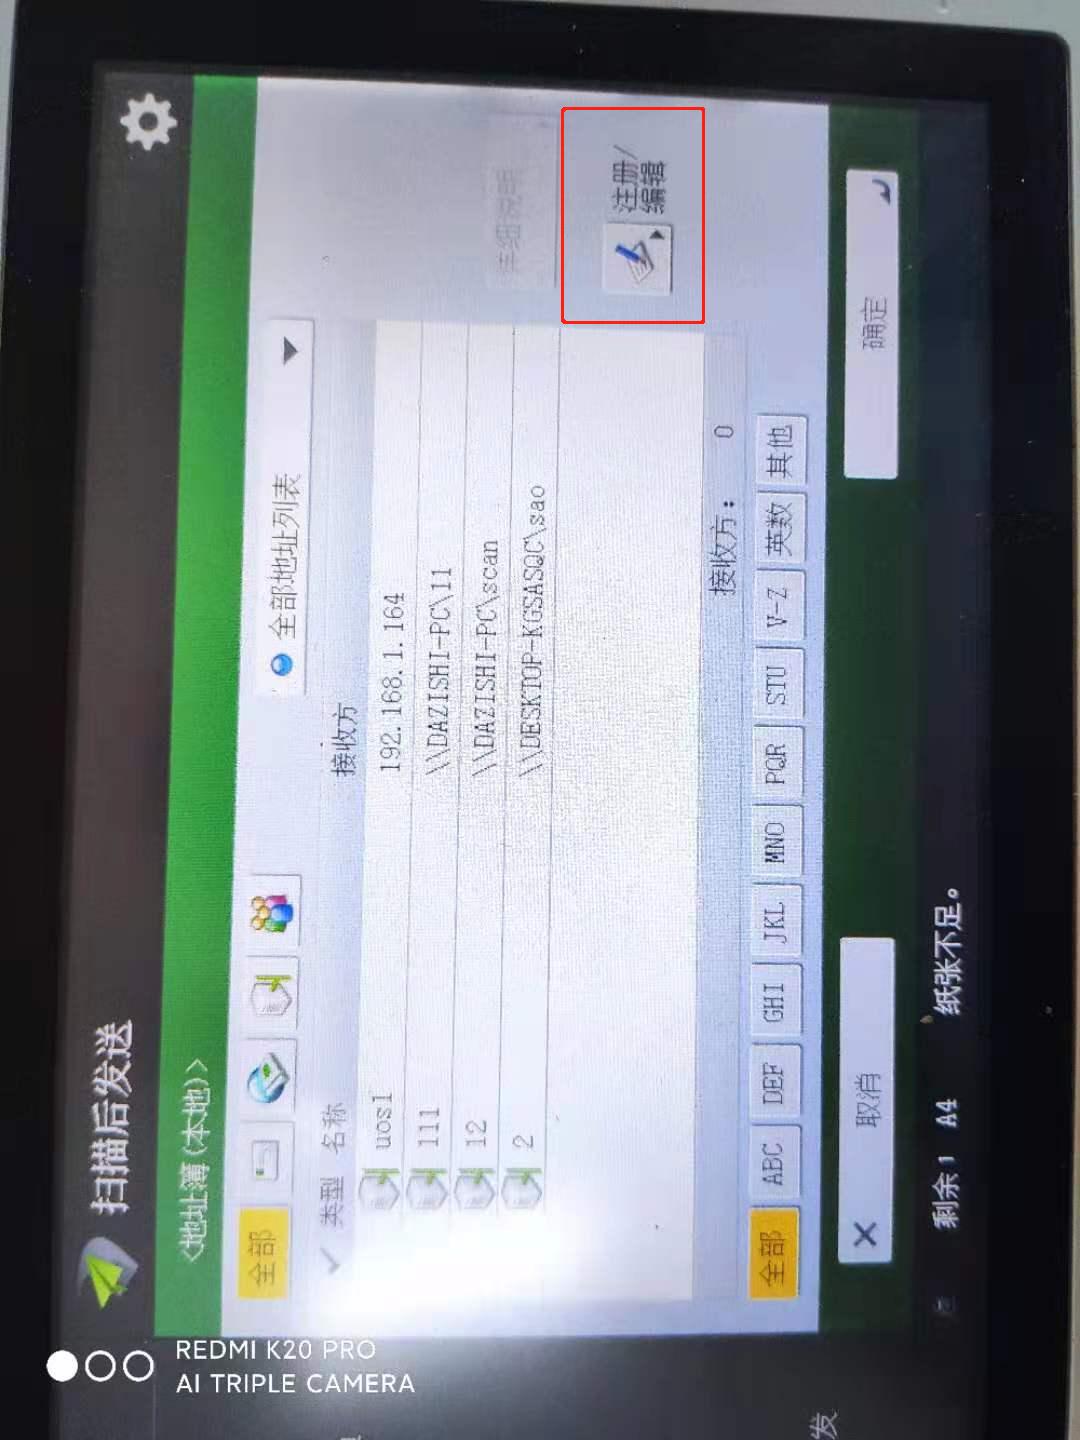 扫描后发送
<地址簿(本地)>
全部
全部地址列表
类型 名称 接收方
uos1 192.168.1.164
111 \\DAZISHI-PC\11
12 \\DAZISHI-PC\scan
2 \\DESKTOP-KGSASQC\sao
详细说明
注册/
编辑
接收方: 0
全部 ABC DEF GHI JKL MNO PQR STU V-Z 英数 其他
取消
确定
剩余 1 A4 纸张不足。
发
REDMI K20 PRO
AI TRIPLE CAMERA